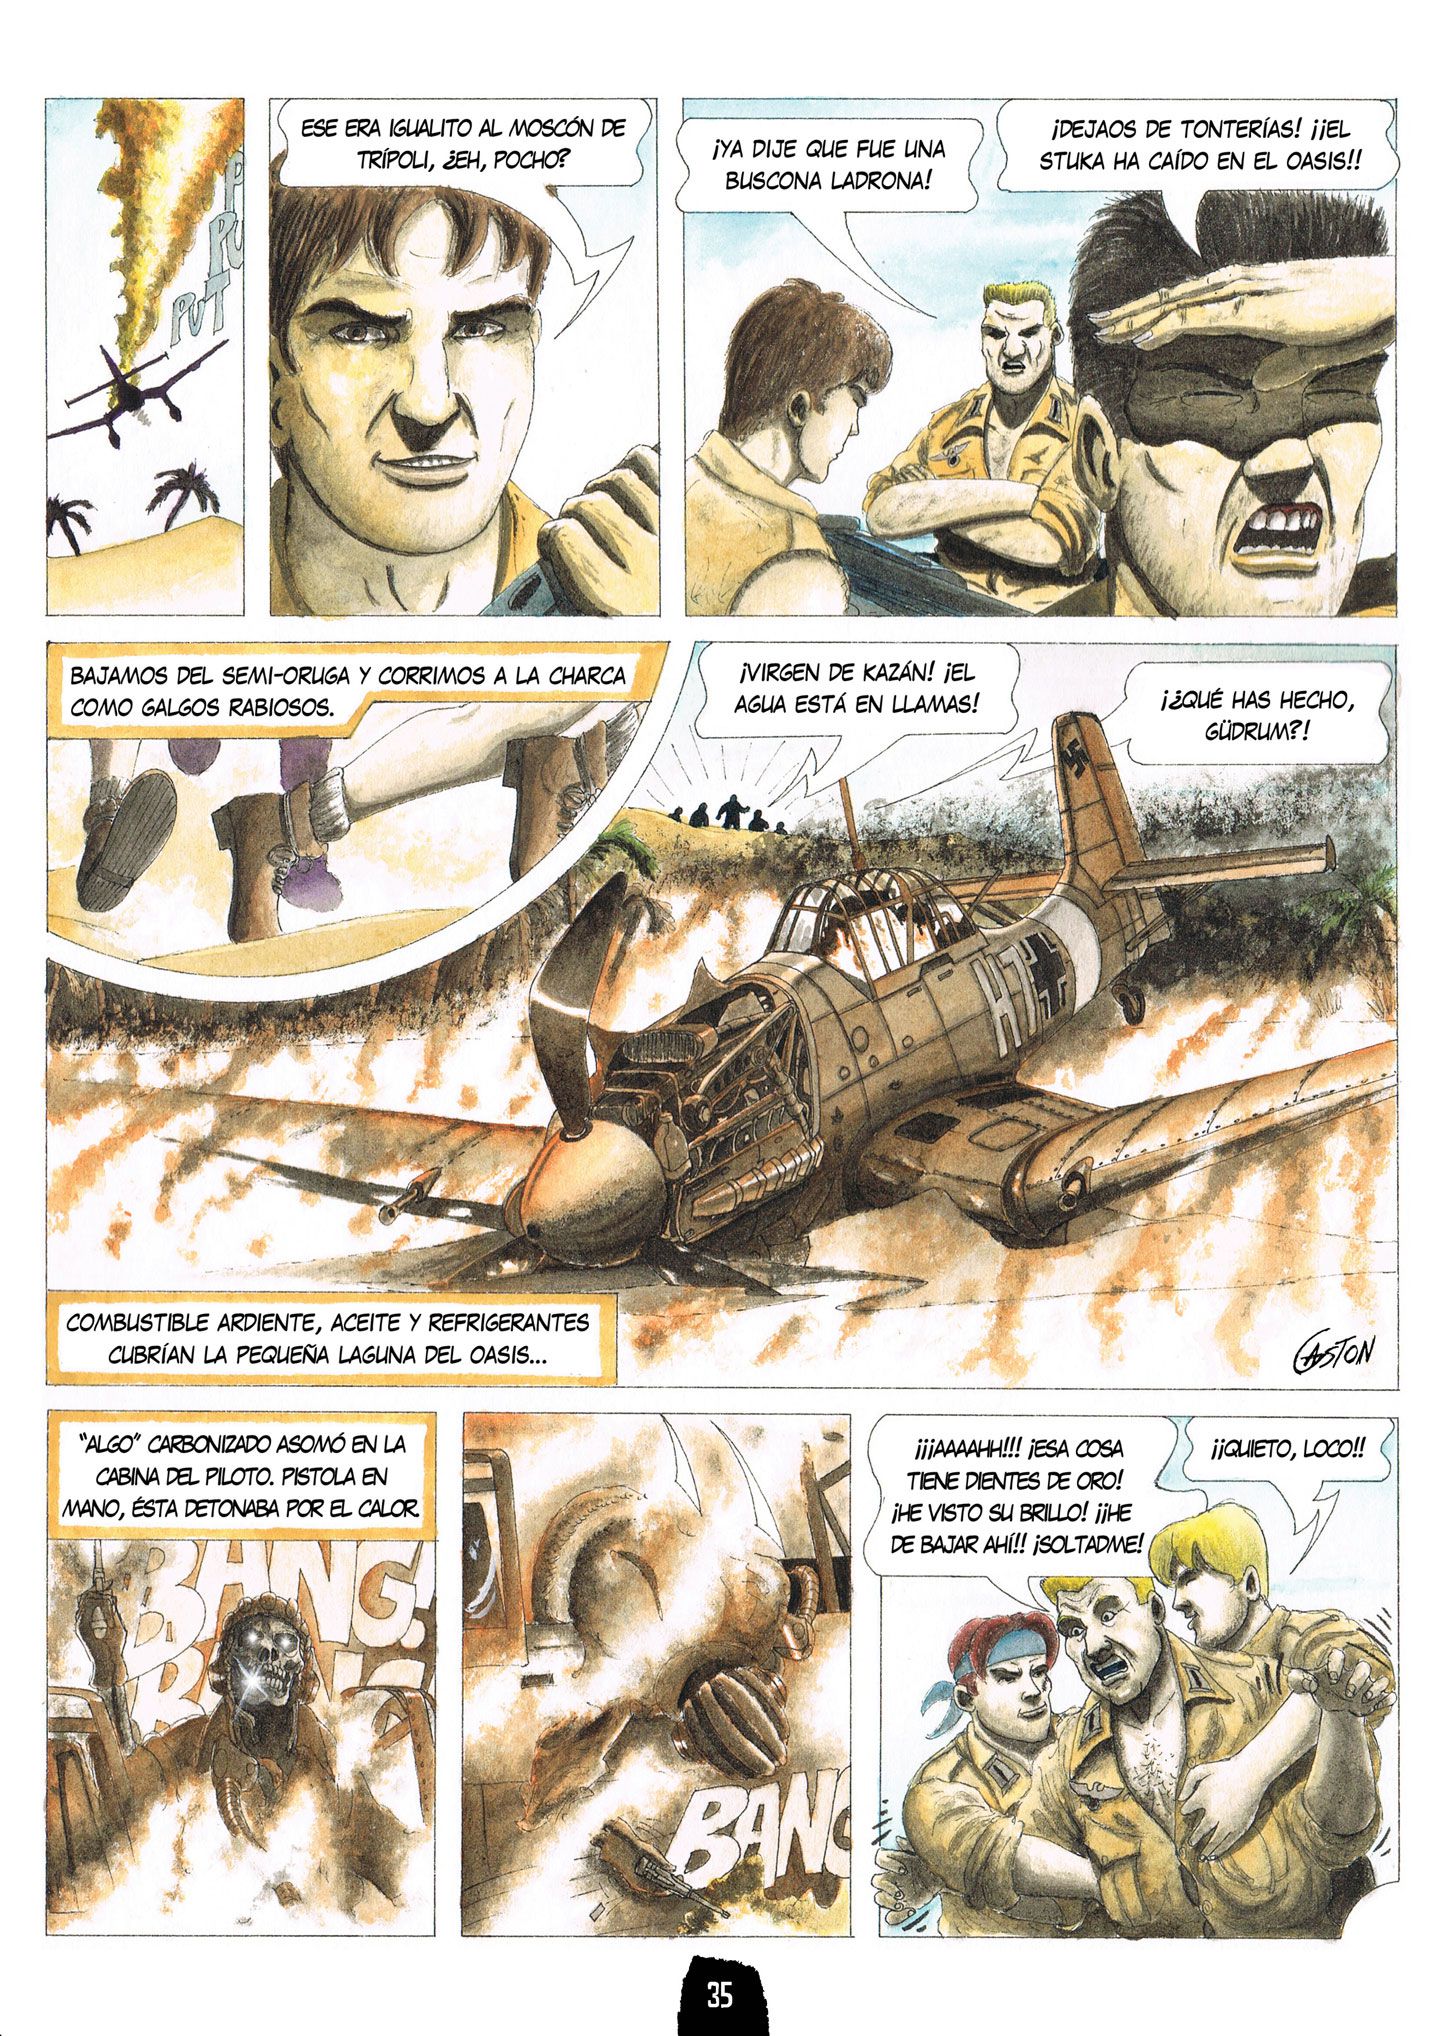 PUT
ESE ERA IGUALITO AL MOSCÓN DE
TRÍPOLI, ¿EH, POCHO?
¡YA DIJE QUE FUE UNA
BUSCONA LADRONA!
¡DEJAOS DE TONTERÍAS! ¡¡EL
STUKA HA CAÍDO EN EL OASIS!!
BAJAMOS DEL SEMI-ORUGA Y CORRIMOS A LA CHARCA
COMO GALGOS RABIOSOS.
¡VIRGEN DE KAZÁN! ¡EL
AGUA ESTÁ EN LLAMAS!
¡¿QUÉ HAS HECHO,
GÜDRUM?!
H7
COMBUSTIBLE ARDIENTE, ACEITE Y REFRIGERANTES
CUBRÍAN LA PEQUEÑA LAGUNA DEL OASIS...
GASTON
"ALGO" CARBONIZADO ASOMÓ EN LA
CABINA DEL PILOTO. PISTOLA EN
MANO, ÉSTA DETONABA POR EL CALOR.
BANG!
BANG
BANG
¡¡¡AAAAHH!!! ¡ESA COSA
TIENE DIENTES DE ORO!
¡HE VISTO SU BRILLO! ¡¡HE
DE BAJAR AHÍ!! ¡SOLTADME!
¡¡QUIETO, LOCO!!
35